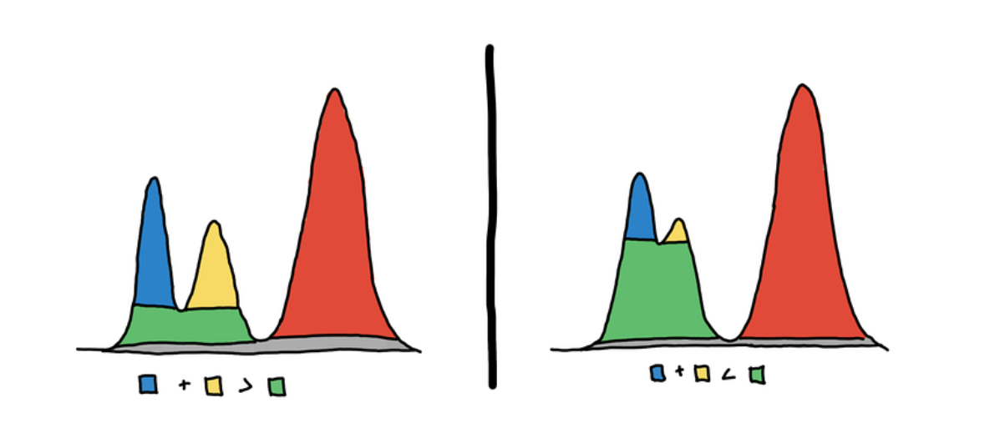 + >
+ <